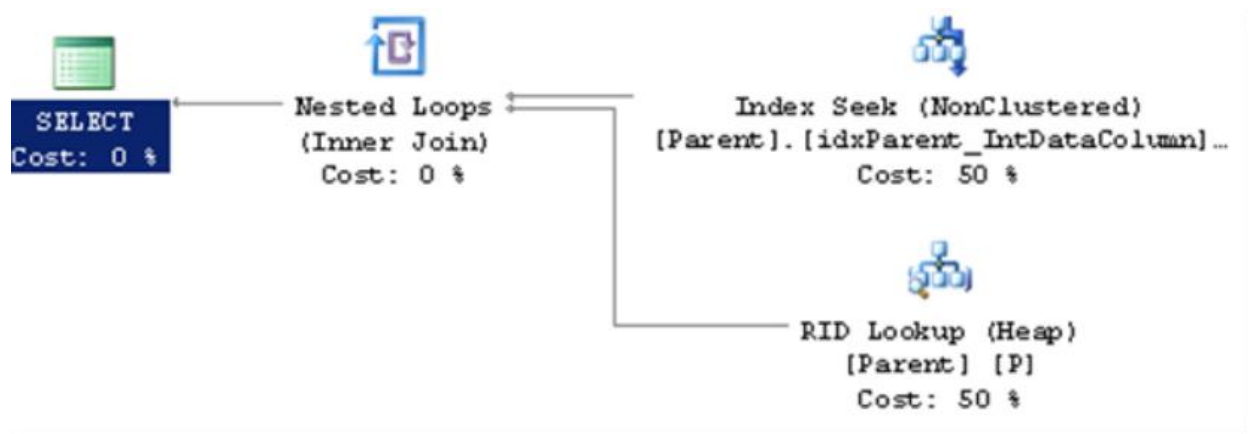 SELECT
Cost: 0 %
Nested Loops
(Inner Join)
Cost: 0 %
Index Seek (NonClustered)
[Parent].[idxParent_IntDataColumn]…
Cost: 50 %
RID Lookup (Heap)
[Parent] [P]
Cost: 50 %